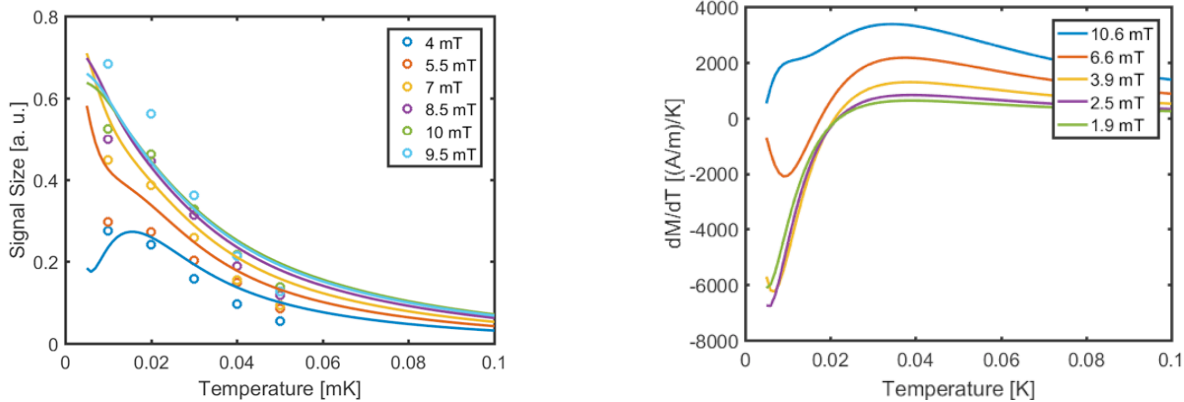 0.8
0.6
0.4
0.2
0
Signal Size [a. u.]
4 mT
5.5 mT
7 mT
8.5 mT
10 mT
9.5 mT
0 0.02 0.04 0.06 0.08 0.1
Temperature [mK]
4000
2000
0
-2000
-4000
-6000
-8000
dM/dT [(A/m)/K]
10.6 mT
6.6 mT
3.9 mT
2.5 mT
1.9 mT
0 0.02 0.04 0.06 0.08 0.1
Temperature [K]